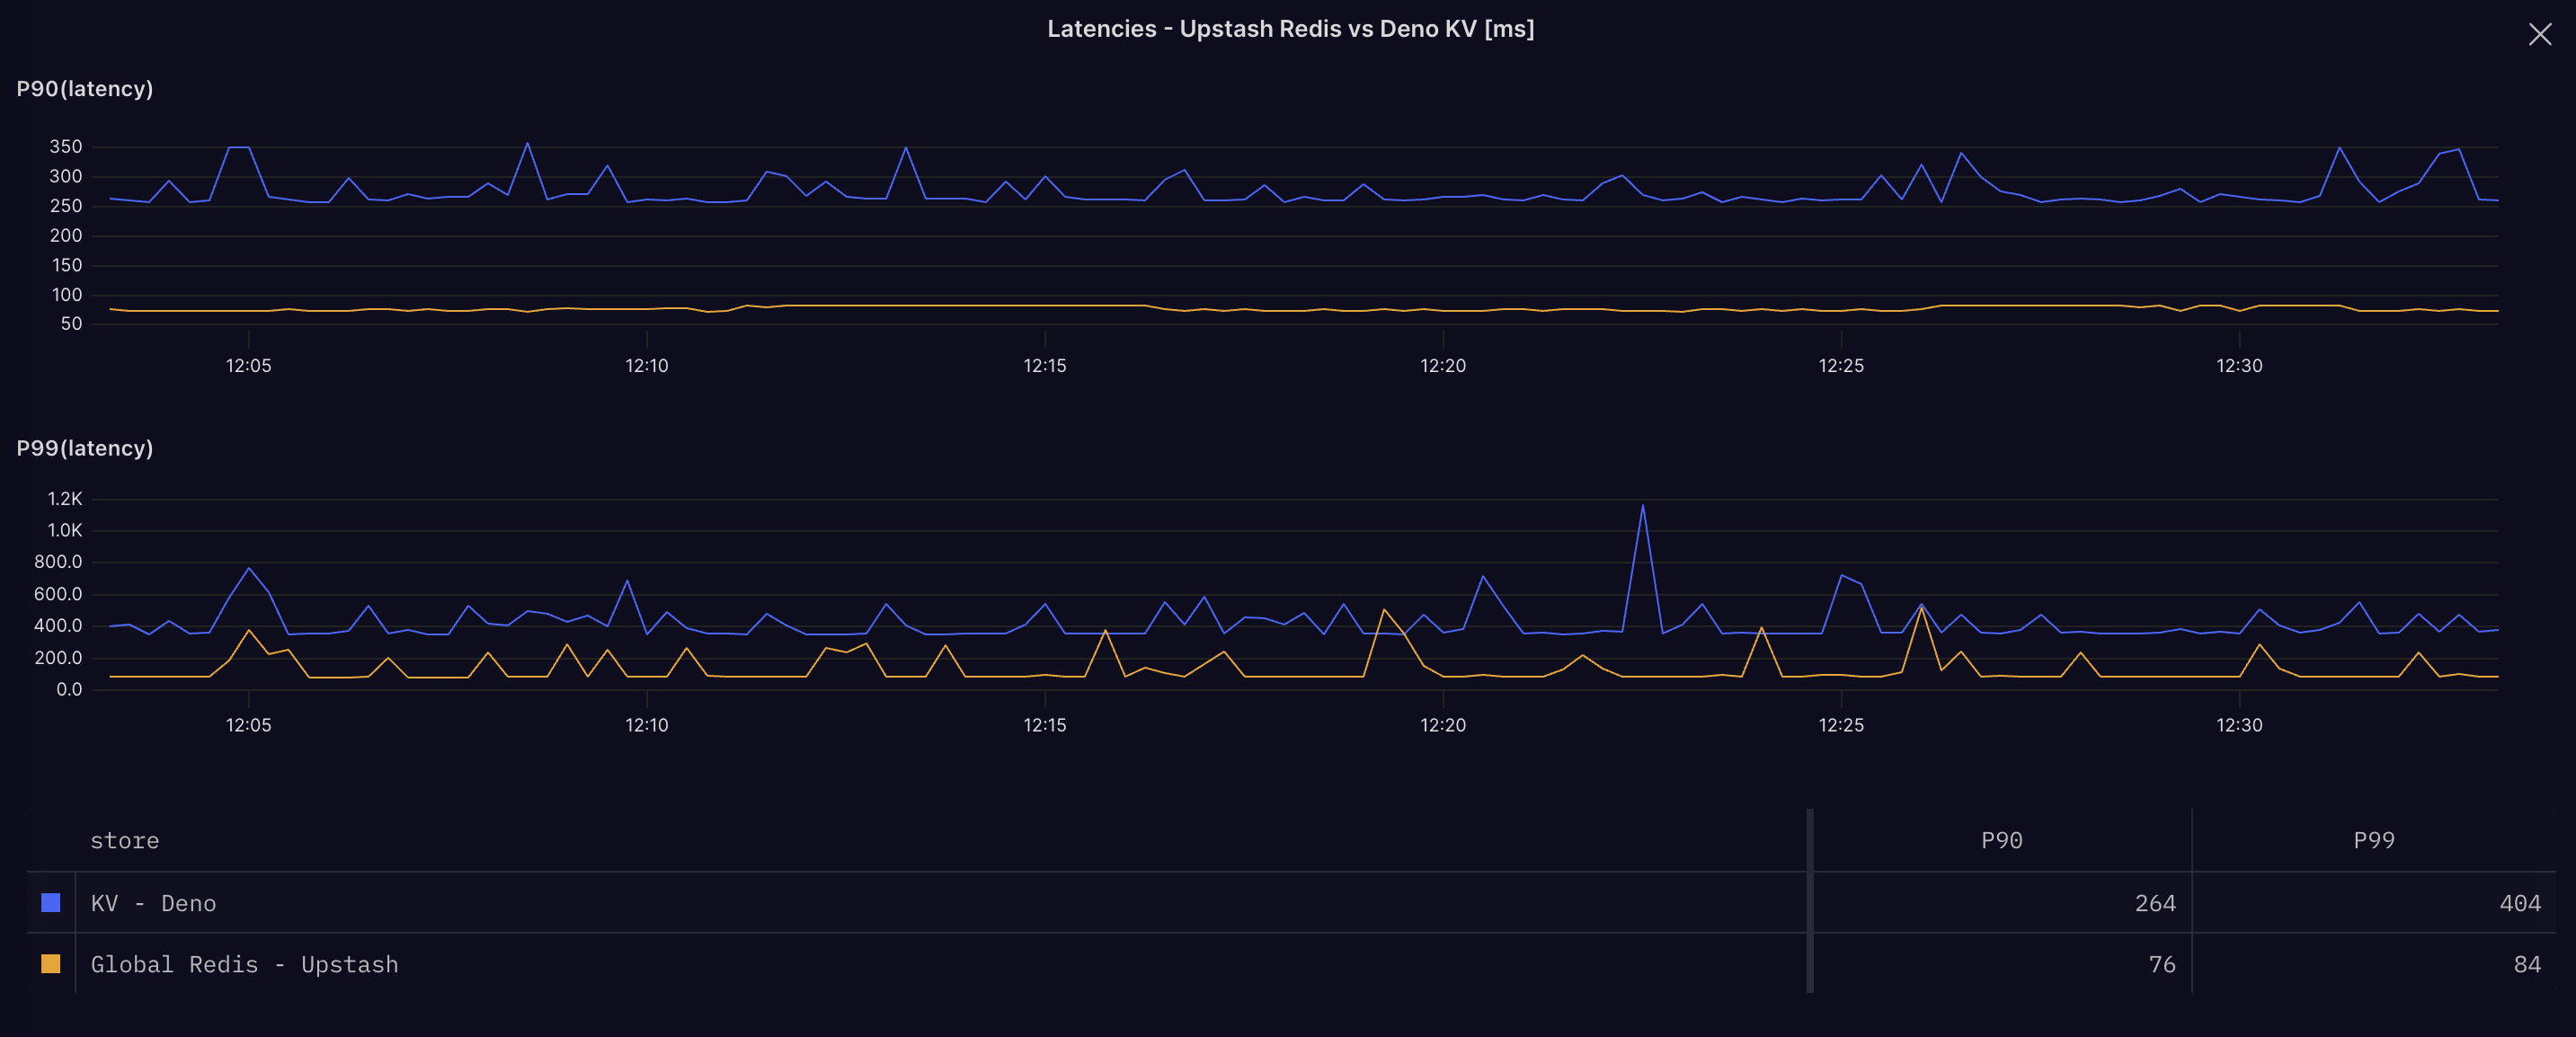 Latencies - Upstash Redis vs Deno KV [ms]
P90(latency)
350
300
250
200
150
100
50
12:05 12:10 12:15 12:20 12:25 12:30
P99(latency)
1.2K
1.0K
800.0
600.0
400.0
200.0
0.0
12:05 12:10 12:15 12:20 12:25 12:30
store P90 P99
KV - Deno 264 404
Global Redis - Upstash 76 84